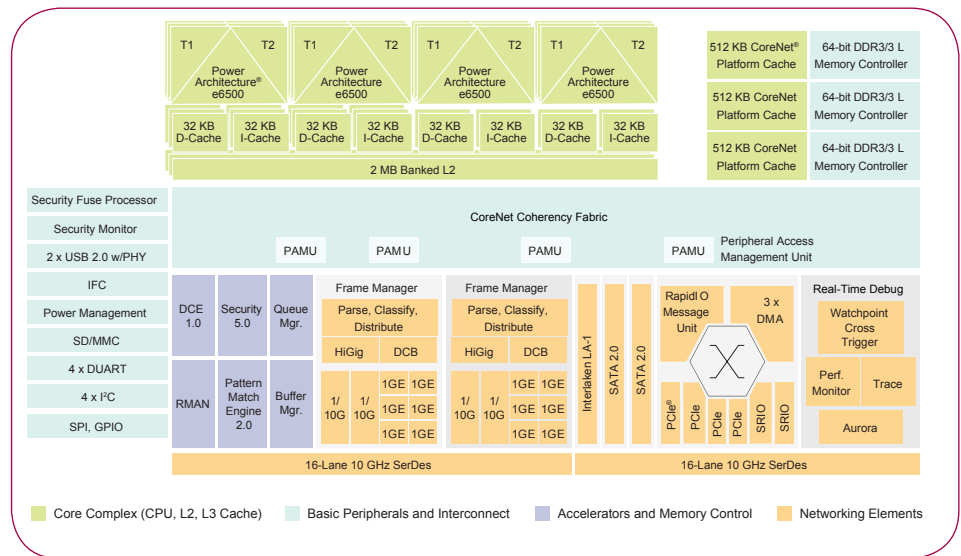 T1 T2 T1 T2 T1 T2 T1 T2
Power
Architecture®
e6500
Power
Architecture
e6500
Power
Architecture
e6500
Power
Architecture
e6500
32 KB
D-Cache
32 KB
I-Cache
32 KB
D-Cache
32 KB
I-Cache
32 KB
D-Cache
32 KB
I-Cache
32 KB
D-Cache
32 KB
I-Cache
2 MB Banked L2
512 KB CoreNet®
Platform Cache
64-bit DDR3/3 L
Memory Controller
512 KB CoreNet
Platform Cache
64-bit DDR3/3 L
Memory Controller
512 KB CoreNet
Platform Cache
64-bit DDR3/3 L
Memory Controller
Security Fuse Processor
Security Monitor
2 x USB 2.0 w/PHY
IFC
Power Management
SD/MMC
4 x DUART
4 x I²C
SPI, GPIO
CoreNet Coherency Fabric
PAMU
PAMU
PAMU
PAMU
Peripheral Access
Management Unit
DCE
1.0
Security
5.0
Queue
Mgr.
RMAN
Pattern
Match
Engine
2.0
Buffer
Mgr.
Frame Manager
Parse, Classify,
Distribute
HiGig
DCB
1/
10G
1/
10G
1GE 1GE
1GE 1GE
1GE 1GE
Frame Manager
Parse, Classify,
Distribute
HiGig
DCB
1/
10G
1/
10G
1GE 1GE
1GE 1GE
1GE 1GE
Interlaken LA-1
SATA 2.0
SATA 2.0
RapidI O
Message
Unit
3 x
DMA
PCIe®
PCIe
PCIe
PCIe
SRIO
SRIO
Real-Time Debug
Watchpoint
Cross
Trigger
Perf.
Monitor
Trace
Aurora
16-Lane 10 GHz SerDes
16-Lane 10 GHz SerDes
Core Complex (CPU, L2, L3 Cache)
Basic Peripherals and Interconnect
Accelerators and Memory Control
Networking Elements